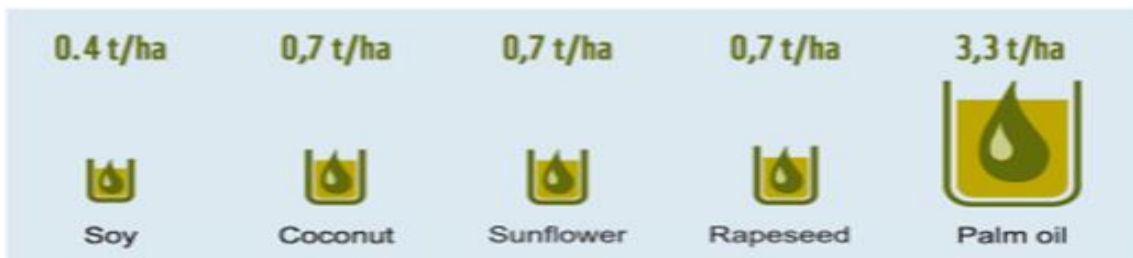 0.4 t/ha 0,7 t/ha 0,7 t/ha 0,7 t/ha 3,3 t/ha
Soy Coconut Sunflower Rapeseed Palm oil